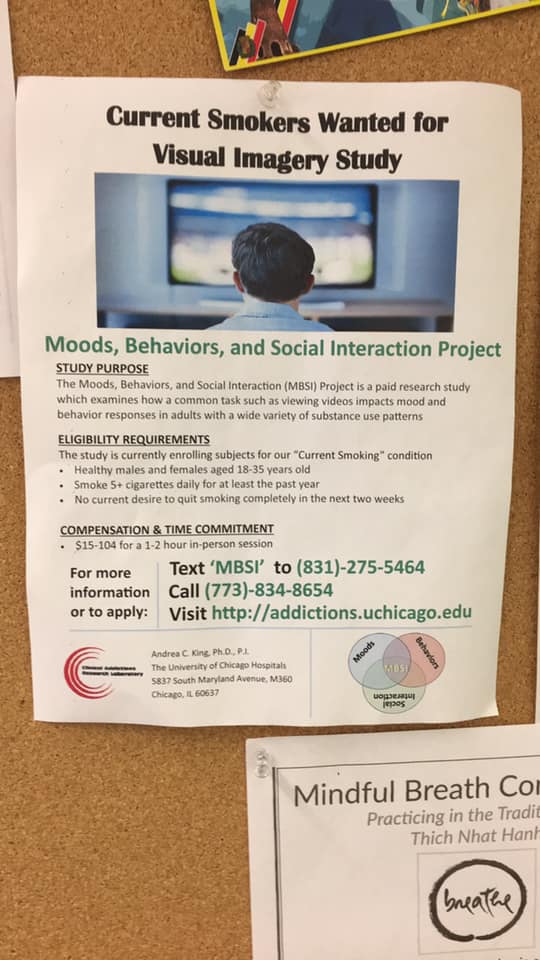 Current Smokers Wanted for
Visual Imagery Study
Moods, Behaviors, and Social Interaction Project
STUDY PURPOSE
The Moods, Behaviors, and Social Interaction (MBSI) Project is a paid research study
which examines how a common task such as viewing videos impacts mood and
behavior responses in adults with a wide variety of substance use patterns
ELIGIBILITY REQUIREMENTS
The study is currently enrolling subjects for our "Current Smoking" condition
• Healthy males and females aged 18-35 years old
• Smoke 5+ cigarettes daily for at least the past year
• No current desire to quit smoking completely in the next two weeks
COMPENSATION & TIME COMMITMENT
• $15-104 for a 1-2 hour in-person session
For more
information
or to apply:
Text 'MBSI' to (831)-275-5464
Call (773)-834-8654
Visit http://addictions.uchicago.edu
Clinical Addictions
Research Laboratory
Andrea C. King, Ph.D., P.I.
The University of Chicago Hospitals
5837 South Maryland Avenue, M360
Chicago, IL 60637
Moods
Behaviors
MBSI
Social
Interaction
Mindful Breath Co
Practicing in the Tradi
Thich Nhat Hanh
breathe